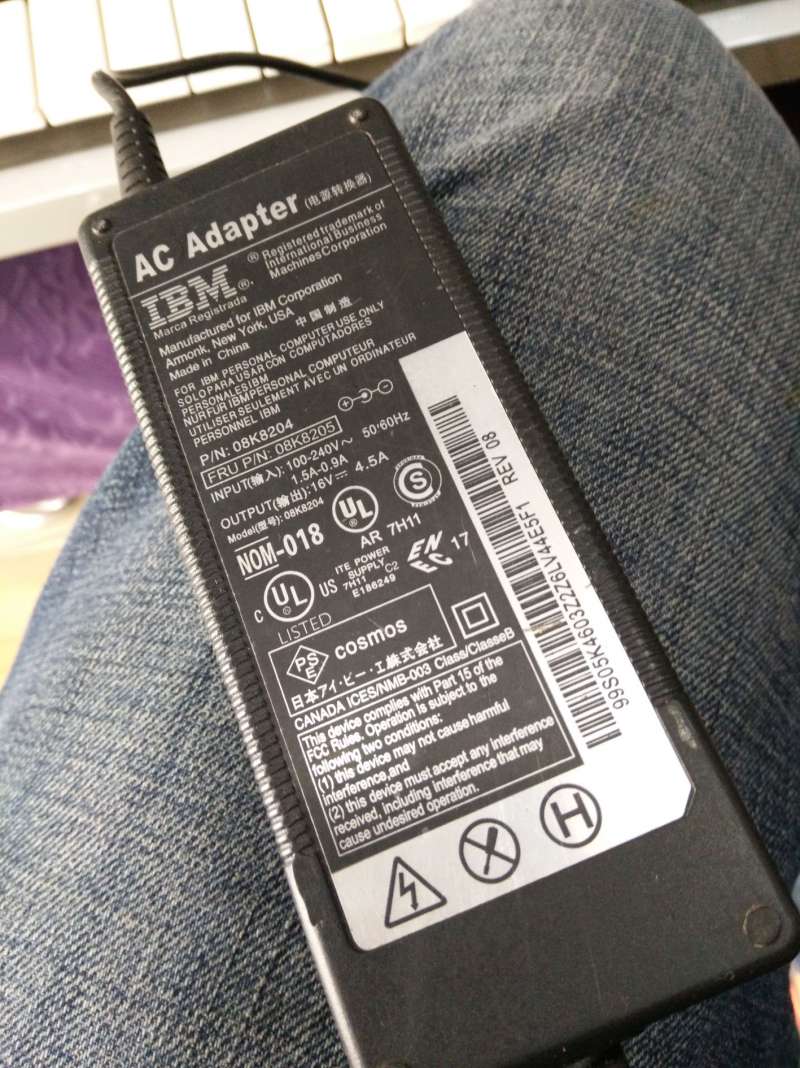 AC Adapter (电源转换器)
IBM®.
® Registered trademark of
International Business
Machines Corporation
Marca Registrada
Manufactured for IBM Corporation
Armonk, New York, USA
Made in China 中国制造
FOR IBM PERSONAL COMPUTER USE ONLY
SOLO PARA USAR CON COMPUTADORES
PERSONALES IBM
NUR FUR IBM PERSONAL COMPUTEUR
UTILISER SEULEMENT AVEC UN ORDINATEUR
PERSONNEL IBM
P/N: 08K8204
FRU P/N: 08K8205
INPUT(输入): 100-240V~ 50-60Hz
1.5A-0.9A
OUTPUT(输出):16V⎓ 4.5A
Model(型号): 08K8204
NOM-018
UL
®
S
AR 7H11
C UL® US
LISTED
ITE POWER
SUPPLY
7H11 C2
E186249
EN
EC 17
PSE cosmos
日本アイ・ビー・エム株式会社
CANADA ICES/NMB-003 Class/ClasseB
This device complies with Part 15 of the
FCC Rules. Operation is subject to the
following two conditions:
(1) this device may not cause harmful
interference,and
(2) this device must accept any interference
received, including interference that may
cause undesired operation.
H
99S05K4603Z2Z6LV4E5F1 REV 08